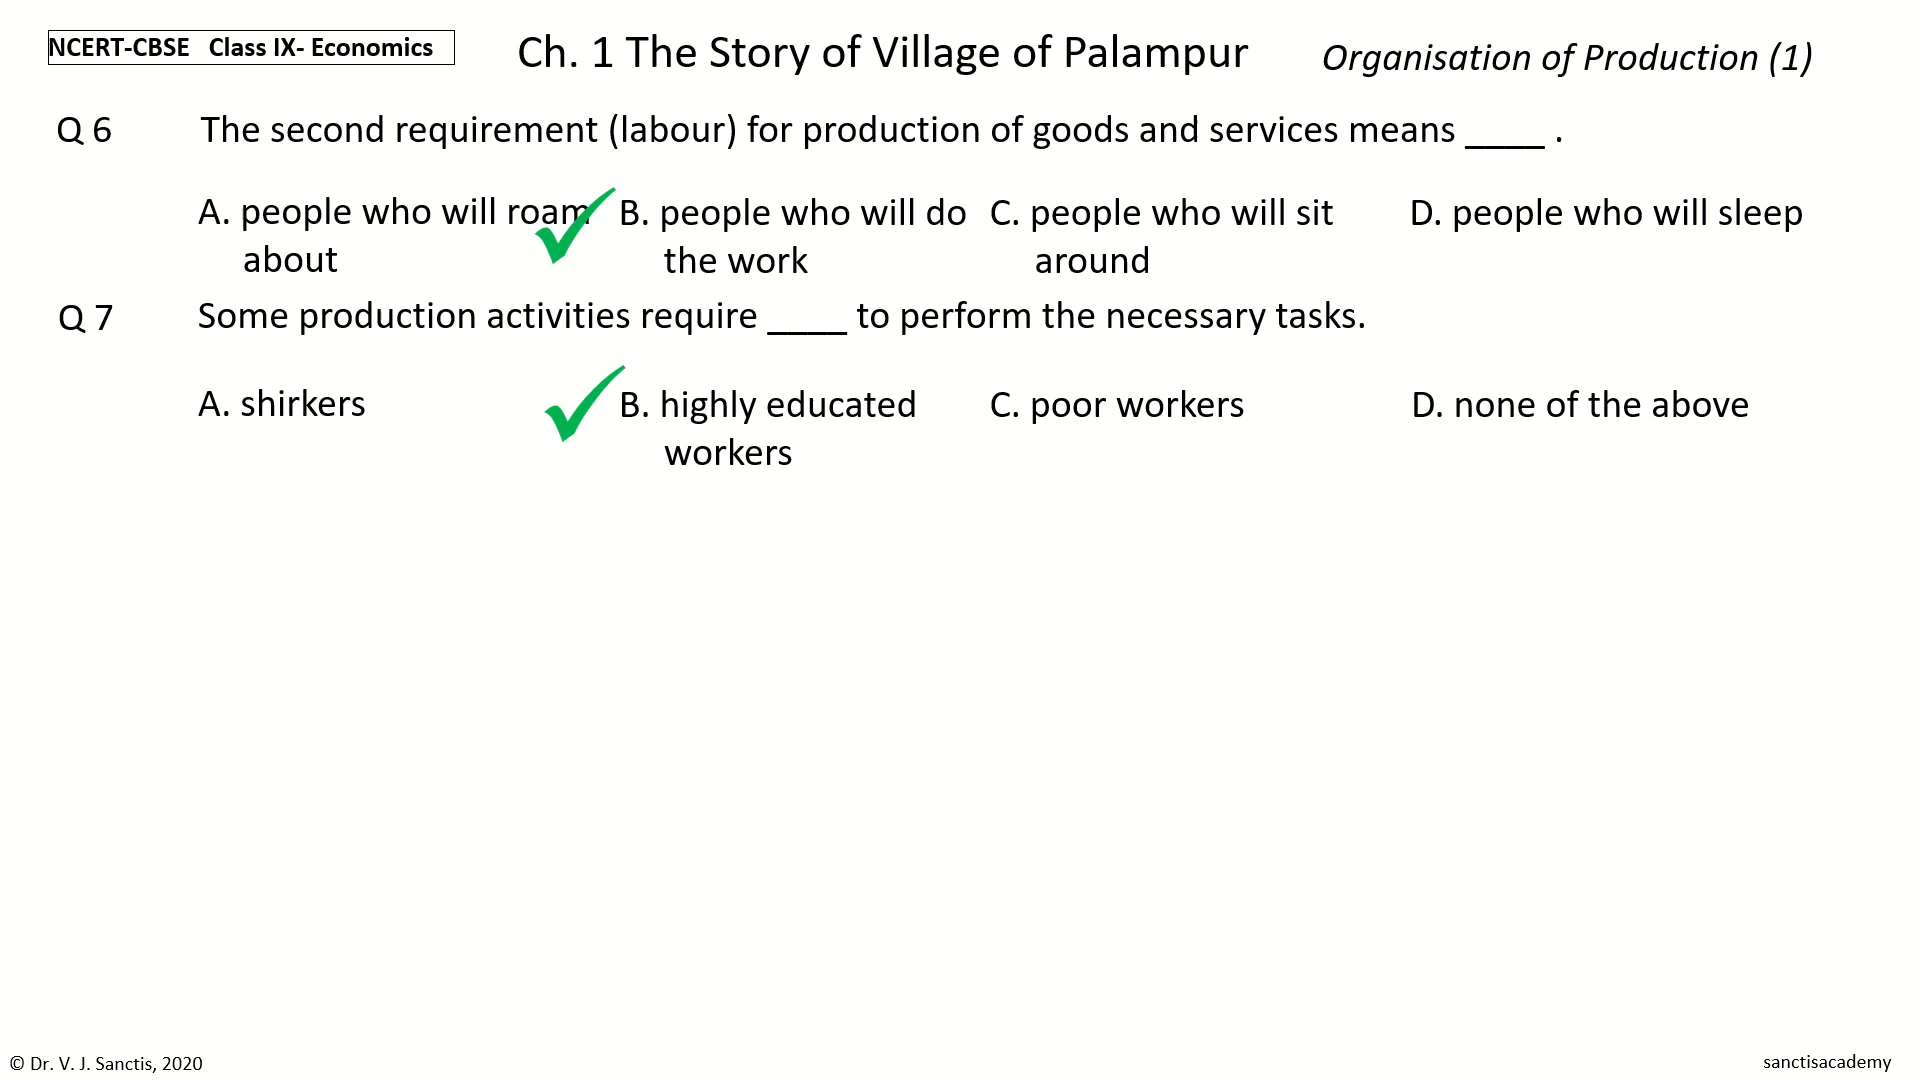 NCERT-CBSE Class IX- Economics Ch. 1 The Story of Village of Palampur Organisation of Production (1)
Q 6 The second requirement (labour) for production of goods and services means ____ .
A. people who will roam B. people who will do C. people who will sit D. people who will sleep
about the work around
Q 7 Some production activities require ____ to perform the necessary tasks.
A. shirkers B. highly educated C. poor workers D. none of the above
workers
© Dr. V. J. Sanctis, 2020 sanctisacademy